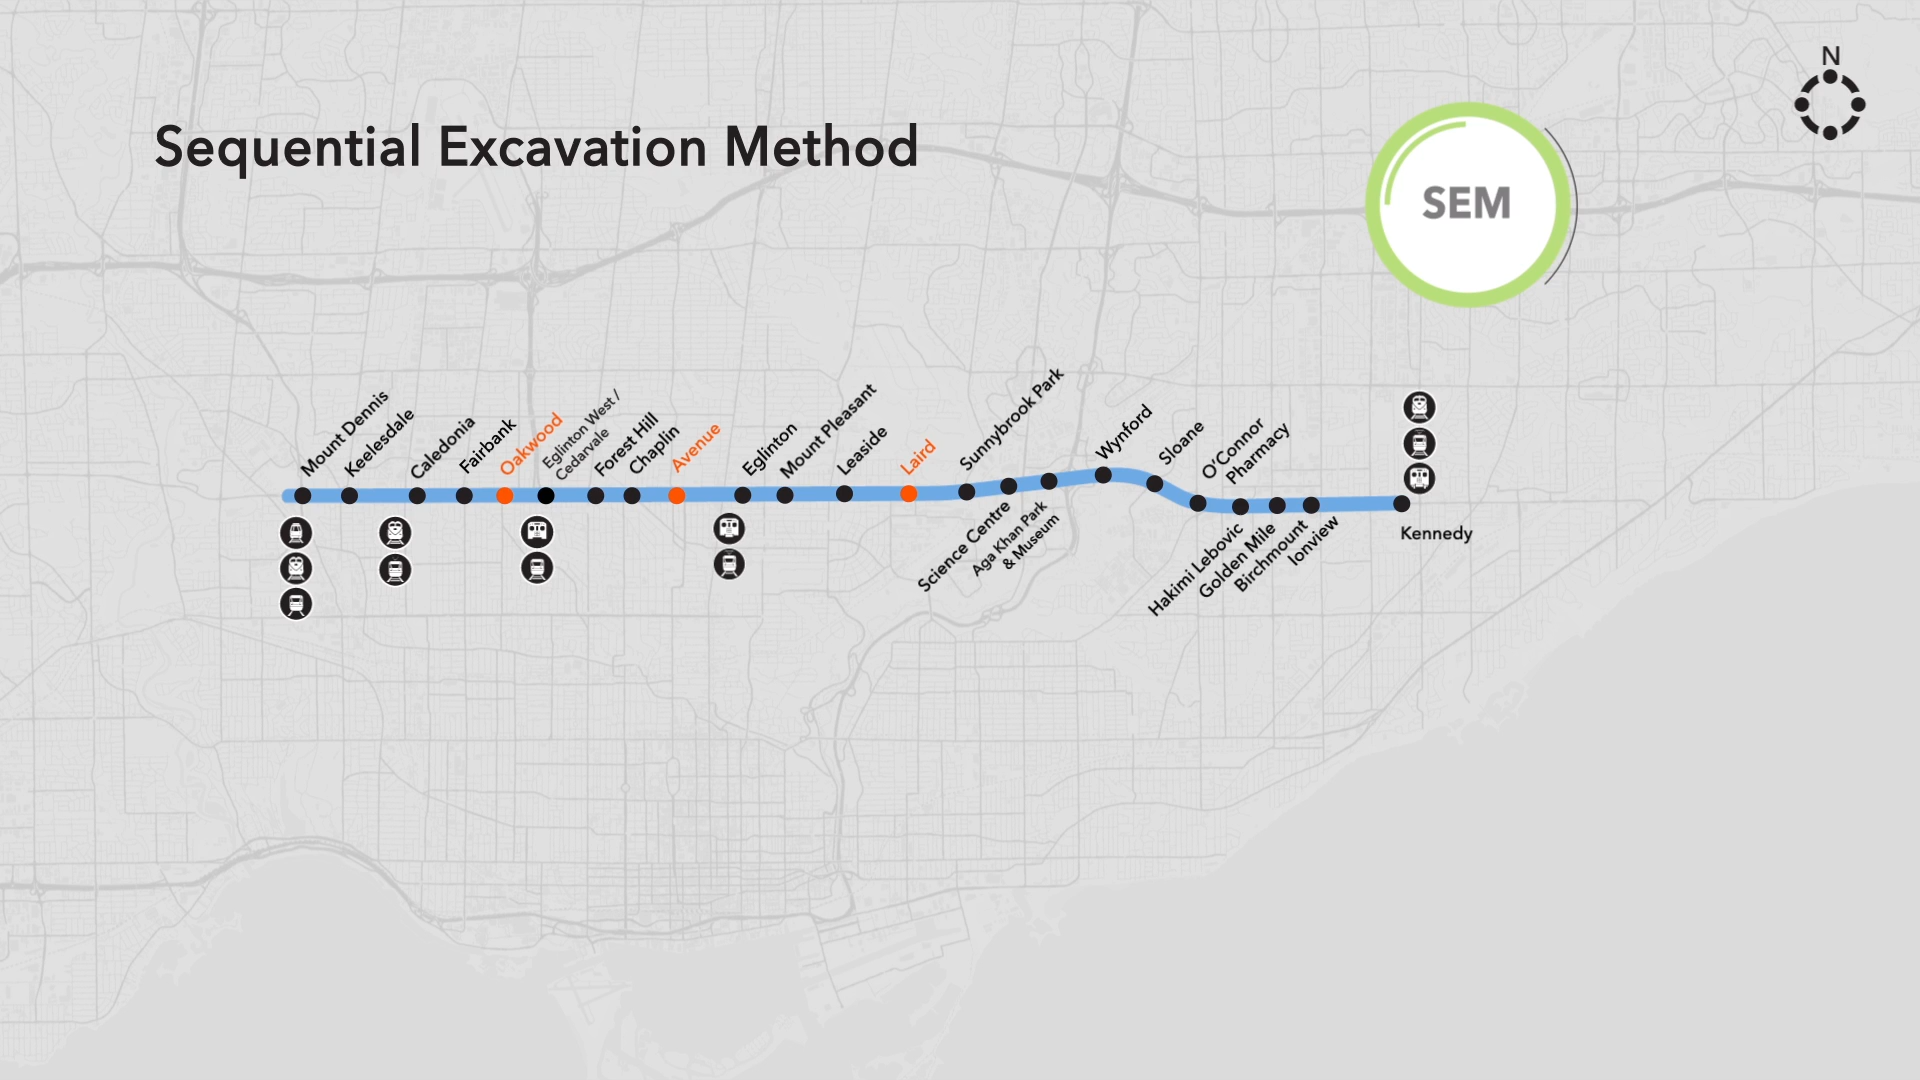 N
Sequential Excavation Method
SEM
Mount Dennis
Keelesdale
Caledonia
Fairbank
Oakwood
Eglinton West /
Cedarvale
Forest Hill
Chaplin
Avenue
Eglinton
Mount Pleasant
Leaside
Laird
Sunnybrook Park
Science Centre
Aga Khan Park
& Museum
Wynford
Sloane
O'Connor
Hakimi Lebovic
Pharmacy
Golden Mile
Birchmount
Ionview
Kennedy